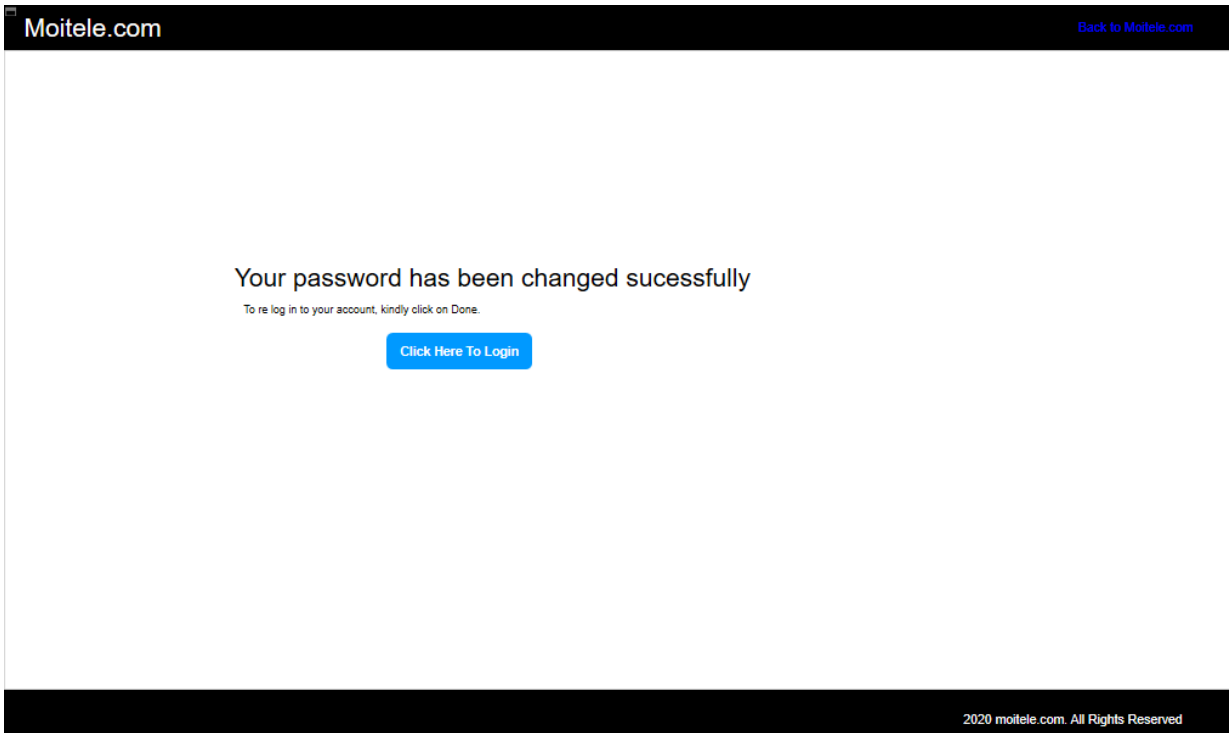 Moitele.com
Back to Moitele.com
Your password has been changed sucessfully
To re log in to your account, kindly click on Done.
Click Here To Login
2020 moitele.com. All Rights Reserved